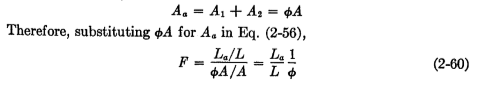 A_a = A_1 + A_2 = ϕA
Therefore, substituting ϕA for A_a in Eq. (2-56),
F = (L_a/L)/(ϕA/A) = (L_a/L) (1/ϕ) (2-60)